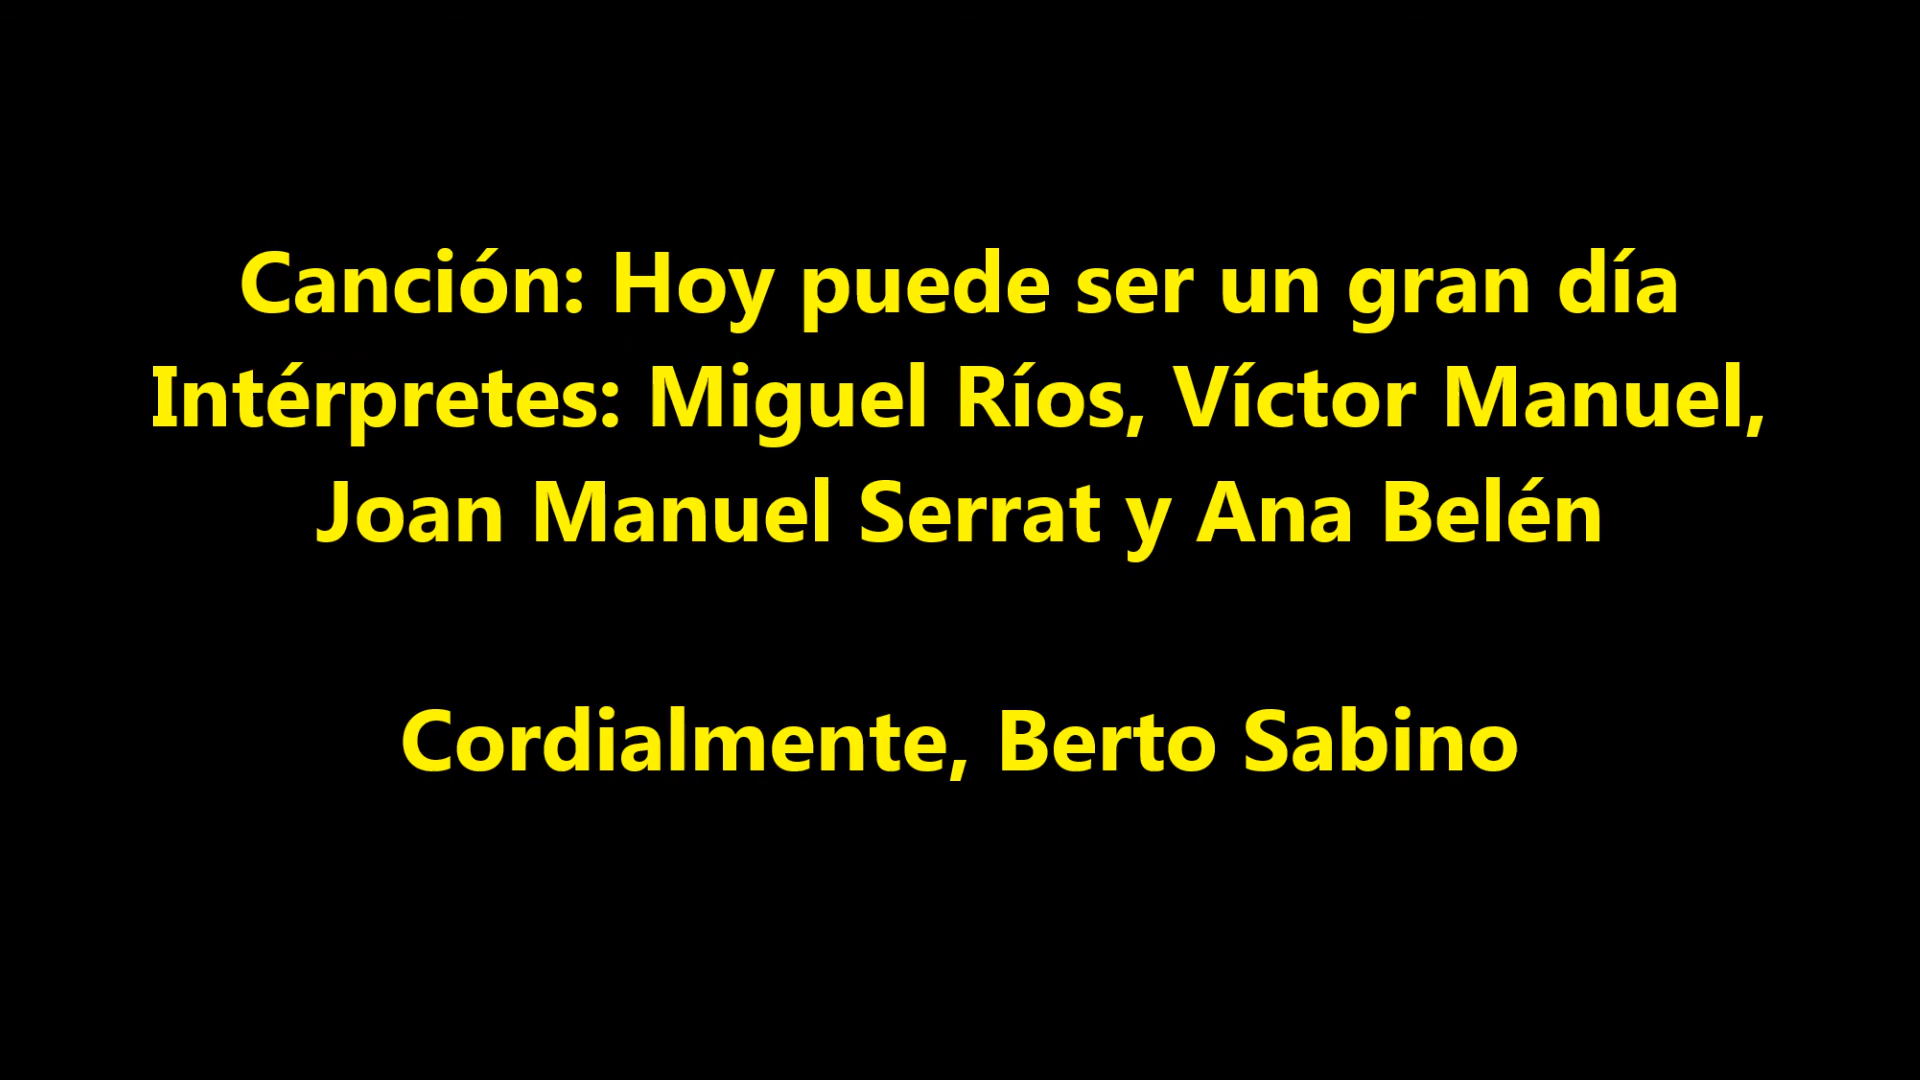 Canción: Hoy puede ser un gran día
Intérpretes: Miguel Ríos, Víctor Manuel,
Joan Manuel Serrat y Ana Belén
Cordialmente, Berto Sabino